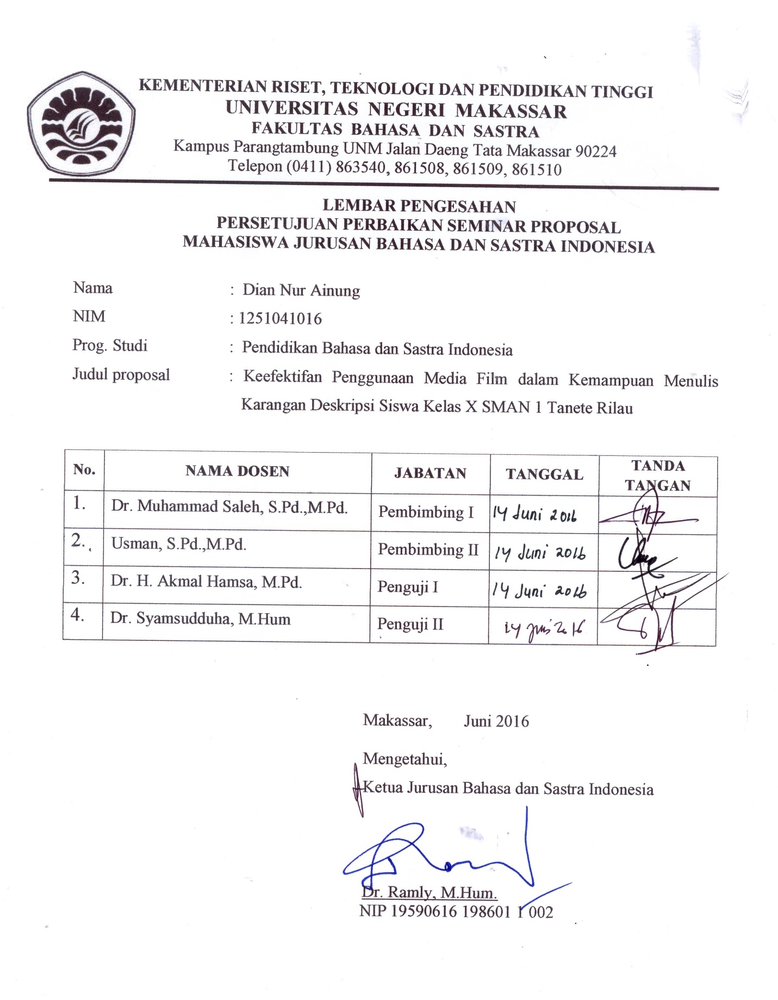 KEMENTERIAN RISET, TEKNOLOGI DAN PENDIDIKAN TINGGI
UNIVERSITAS NEGERI MAKASSAR
FAKULTAS BAHASA DAN SASTRA
Kampus Parangtambung UNM Jalan Daeng Tata Makassar 90224
Telepon (0411) 863540, 861508, 861509, 861510
LEMBAR PENGESAHAN
PERSETUJUAN PERBAIKAN SEMINAR PROPOSAL
MAHASISWA JURUSAN BAHASA DAN SASTRA INDONESIA
Nama : Dian Nur Ainung
NIM : 1251041016
Prog. Studi : Pendidikan Bahasa dan Sastra Indonesia
Judul proposal : Keefektifan Penggunaan Media Film dalam Kemampuan Menulis
Karangan Deskripsi Siswa Kelas X SMAN 1 Tanete Rilau
No. NAMA DOSEN JABATAN TANGGAL TANDA TANGAN
1. Dr. Muhammad Saleh, S.Pd.,M.Pd. Pembimbing I 14 Juni 2016
2. Usman, S.Pd.,M.Pd. Pembimbing II 14 Juni 2016
3. Dr. H. Akmal Hamsa, M.Pd. Penguji I 14 Juni 2016
4. Dr. Syamsudduha, M.Hum Penguji II 14 Juni 2016
Makassar, Juni 2016
Mengetahui,
Ketua Jurusan Bahasa dan Sastra Indonesia
Dr. Ramly, M.Hum.
NIP 19590616 198601 1 002